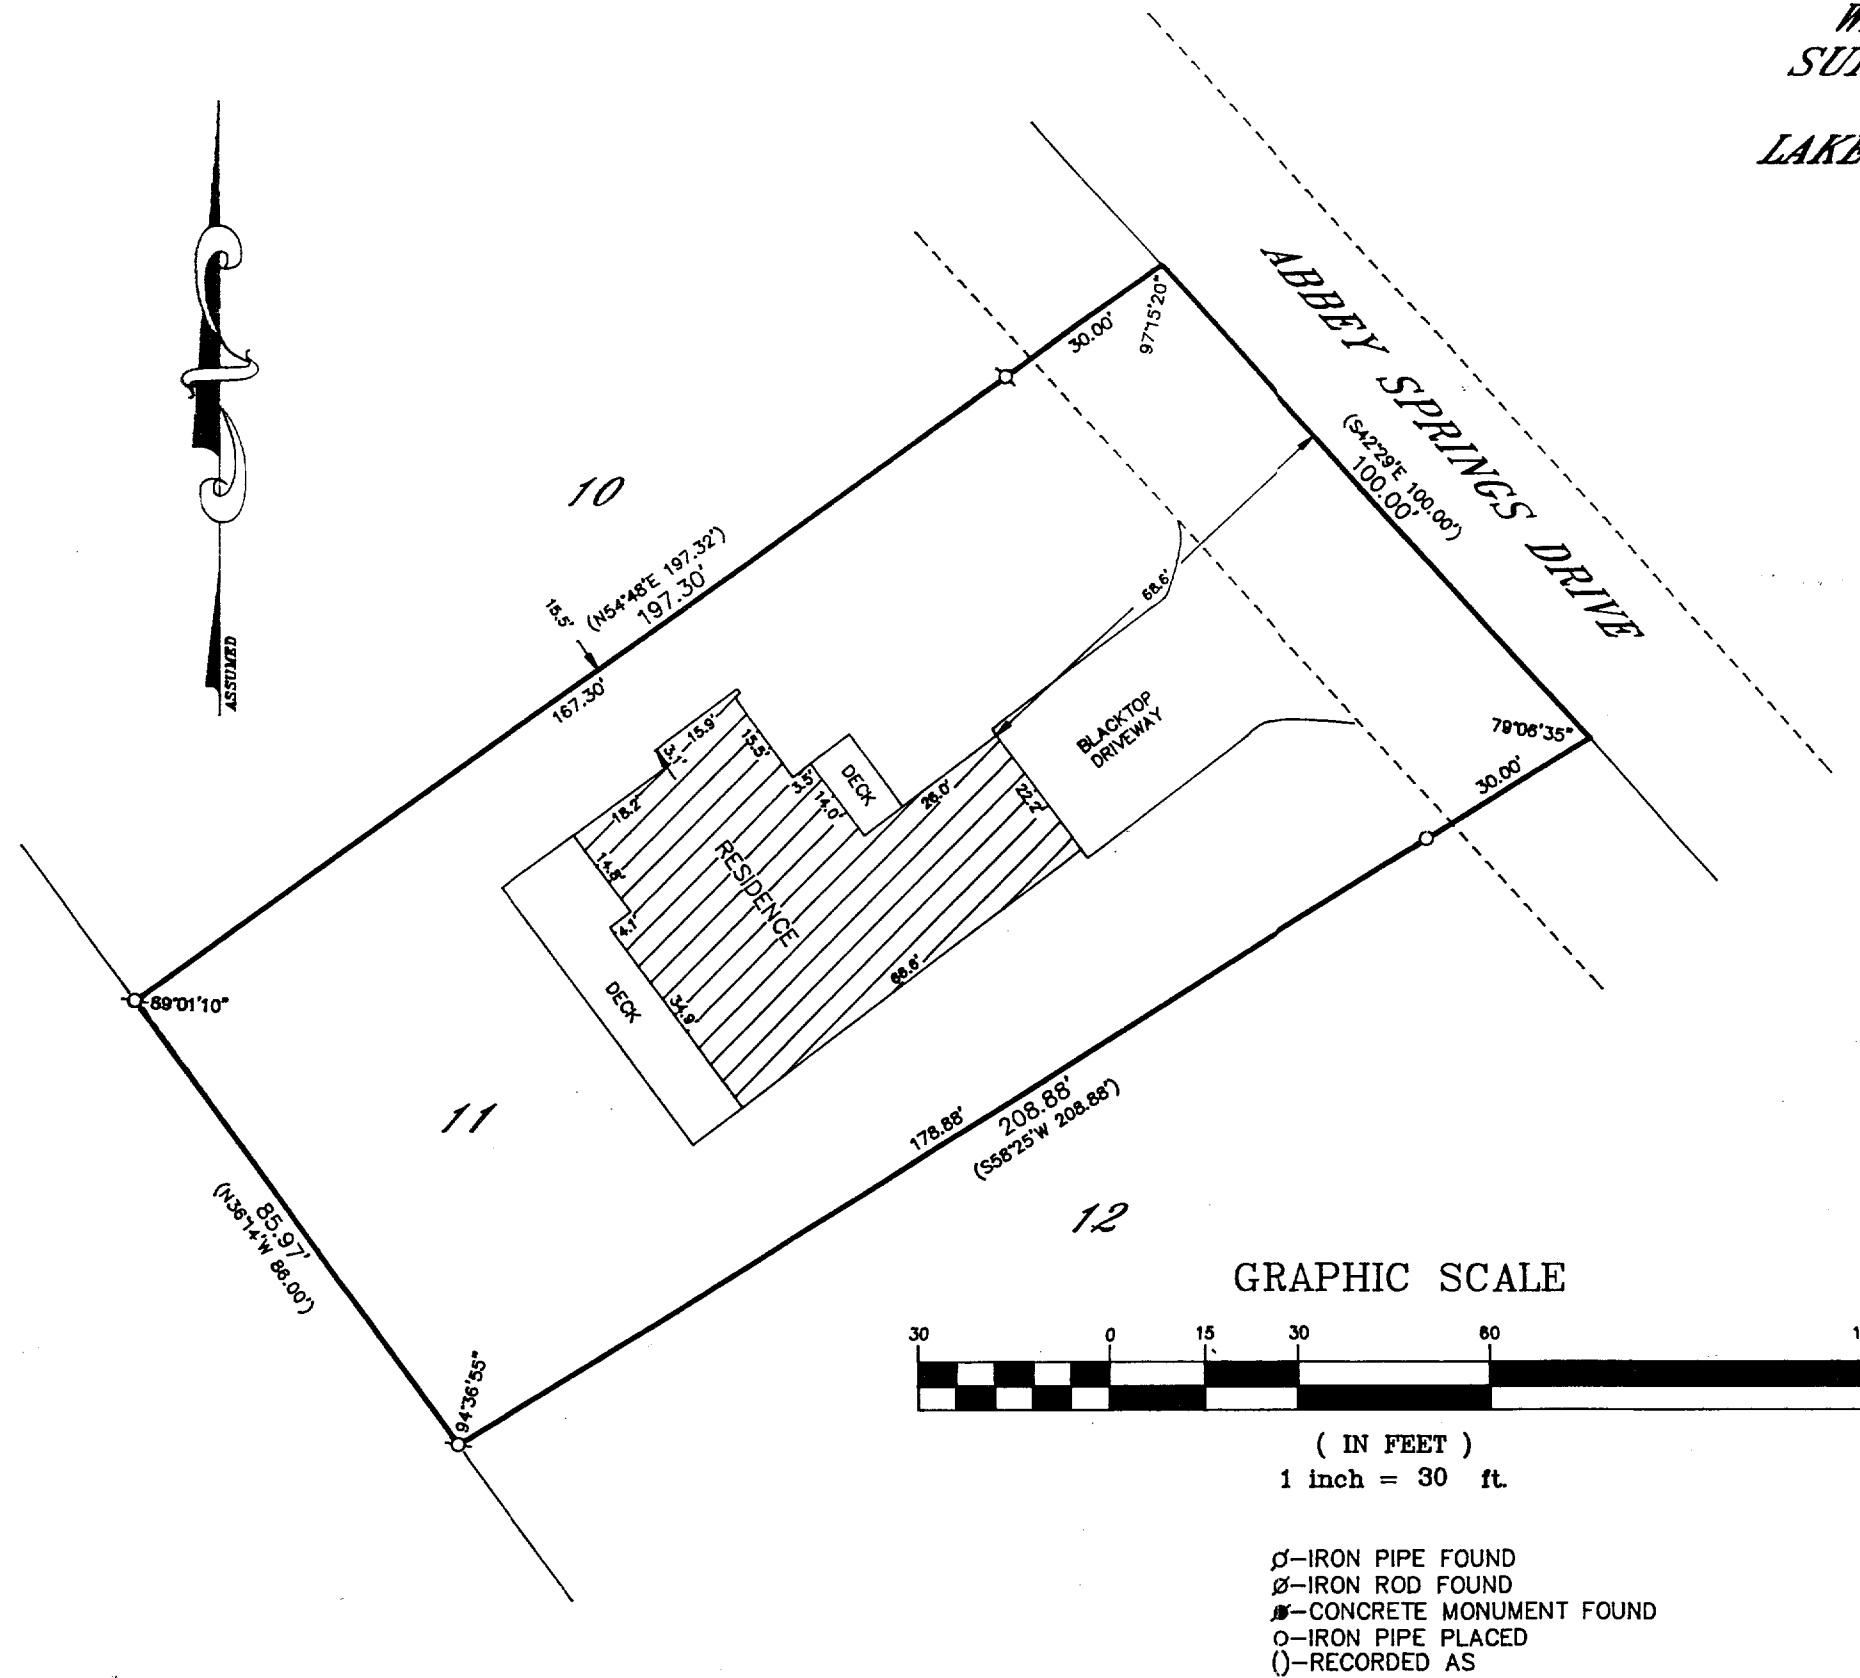 SUN
LAKE
ABBEY SPRINGS DRIVE
ASSUMED
10
11
12
30.00'
97°15'20"
(S42°29'E 100.00')
100.00'
(N54°48'E 197.32')
197.30'
15.5'
167.30'
68.6'
79°06'35"
30.00'
BLACKTOP
DRIVEWAY
15.9'
3.1'
15.5'
18.2'
3.5'
DECK
14.0'
26.0'
22.2'
14.8'
4.1'
RESIDENCE
34.9'
68.6'
DECK
89°01'10"
178.88'
208.88'
(S58°25'W 208.88')
85.97'
(N36°14'W 86.00')
94°36'55"
GRAPHIC SCALE
30 0 15 30 60
( IN FEET )
1 inch = 30 ft.
-IRON PIPE FOUND
-IRON ROD FOUND
-CONCRETE MONUMENT FOUND
-IRON PIPE PLACED
()-RECORDED AS